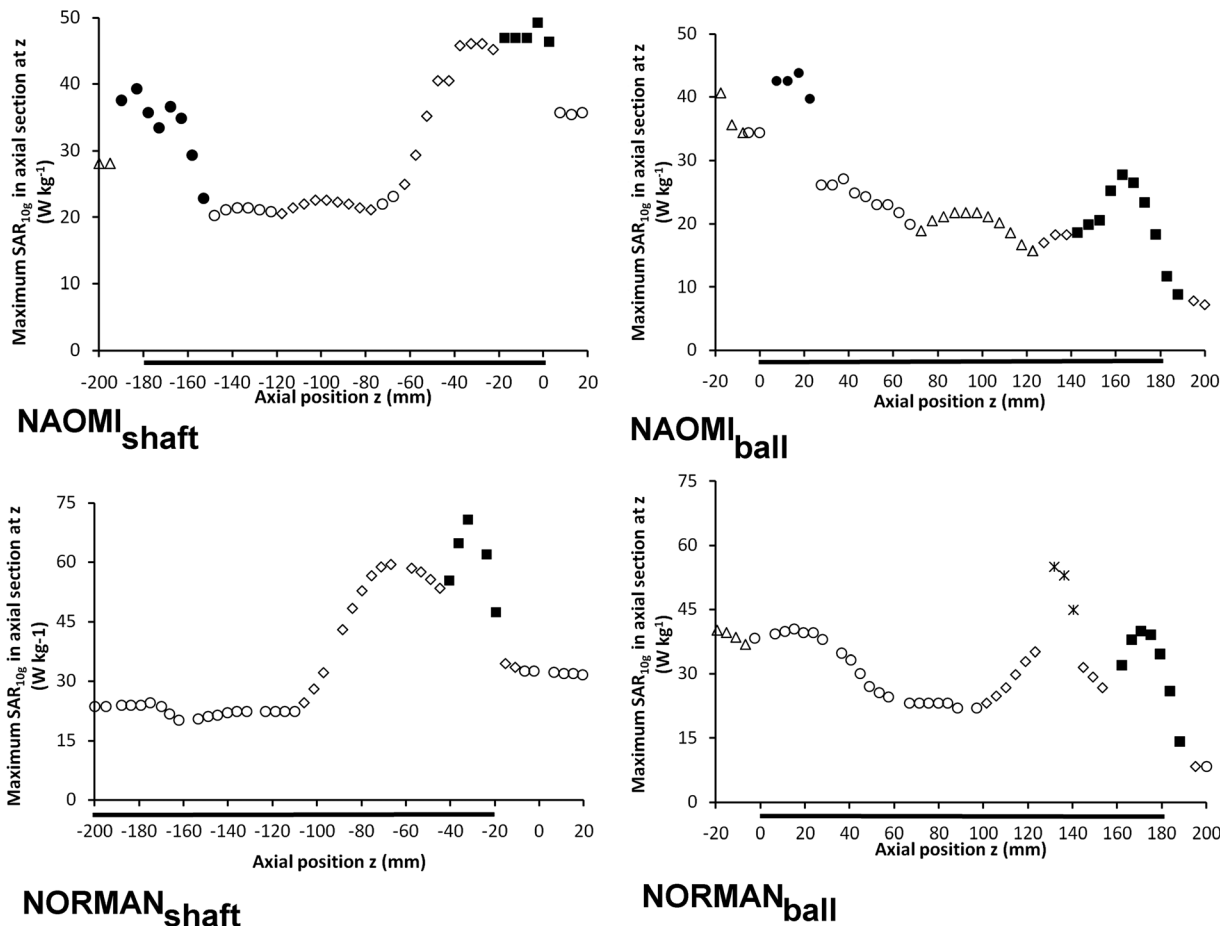 Maximum SAR10g in axial section at z
(W kg-1)
50
40
30
20
10
0
-200 -180 -160 -140 -120 -100 -80 -60 -40 -20 0 20
Axial position z (mm)
NAOMIshaft
Maximum SAR10g in axial section at z
(W kg-1)
50
40
30
20
10
0
-20 0 20 40 60 80 100 120 140 160 180 200
Axial position z (mm)
NAOMIball
Maximum SAR10g in axial section at z
(W kg-1)
75
60
45
30
15
0
-200 -180 -160 -140 -120 -100 -80 -60 -40 -20 0 20
Axial position z (mm)
NORMANshaft
Maximum SAR10g in axial section at z
(W kg1)
75
60
45
30
15
0
-20 0 20 40 60 80 100 120 140 160 180 200
Axial position z (mm)
NORMANball